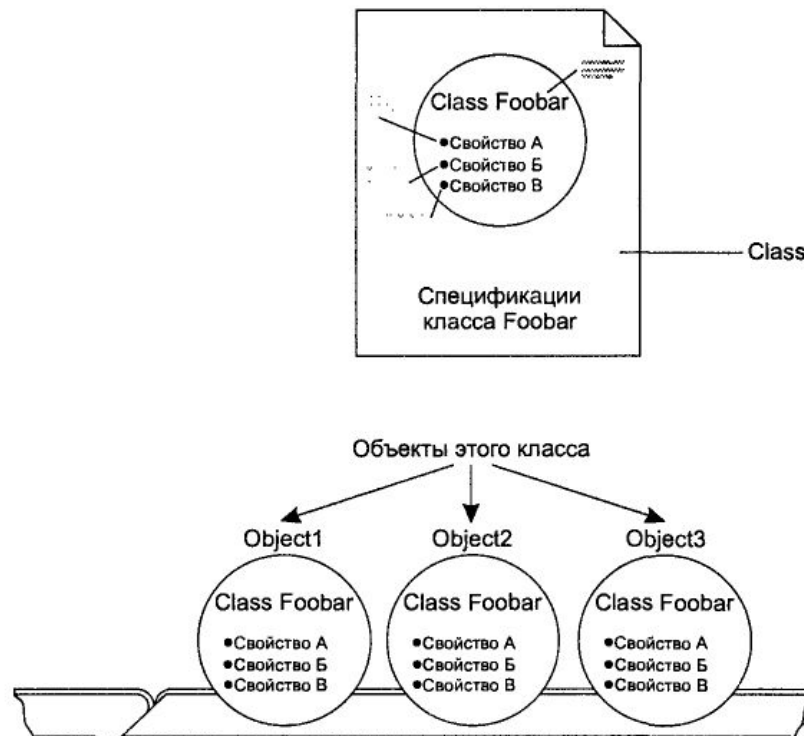 Class Foobar
•Свойство А
•Свойство Б
•Свойство В
Class
Спецификации
класса Foobar
Объекты этого класса
Object1
Object2
Object3
Class Foobar
Class Foobar
Class Foobar
•Свойство А
•Свойство А
•Свойство А
•Свойство Б
•Свойство Б
•Свойство Б
•Свойство В
•Свойство В
•Свойство В